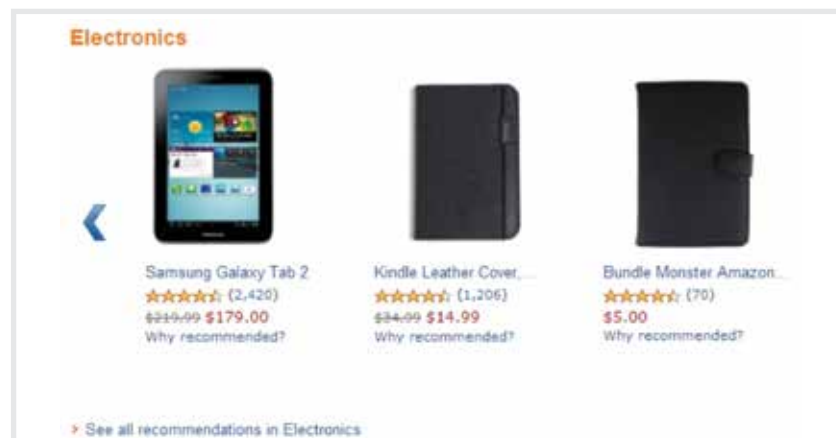 Electronics
Samsung Galaxy Tab 2
(2,420)
$219.99 $179.00
Why recommended?
Kindle Leather Cover,...
(1,206)
$34.99 $14.99
Why recommended?
Bundle Monster Amazon...
(70)
$5.00
Why recommended?
See all recommendations in Electronics